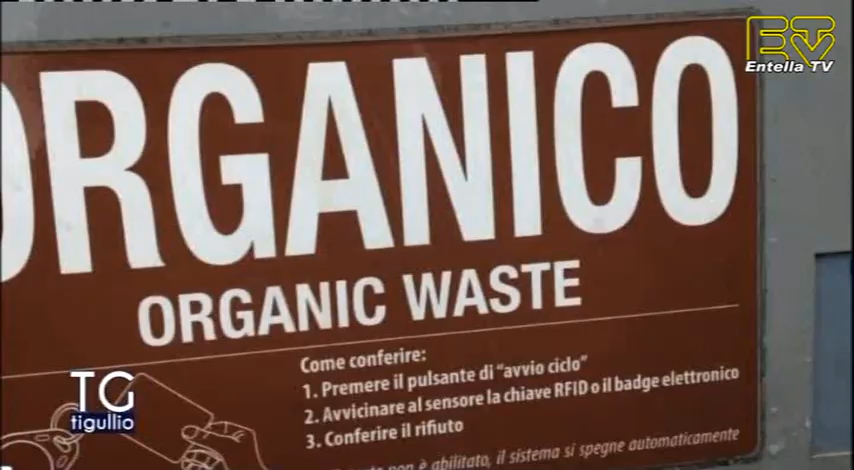 ETV
Entella TV
ORGANICO
ORGANIC WASTE
Come conferire:
1. Premere il pulsante di "avvio ciclo"
2. Avvicinare al sensore la chiave RFID o il badge elettronico
3. Conferire il rifiuto
non è abilitato, il sistema si spegne automaticamente
TG
tigullio